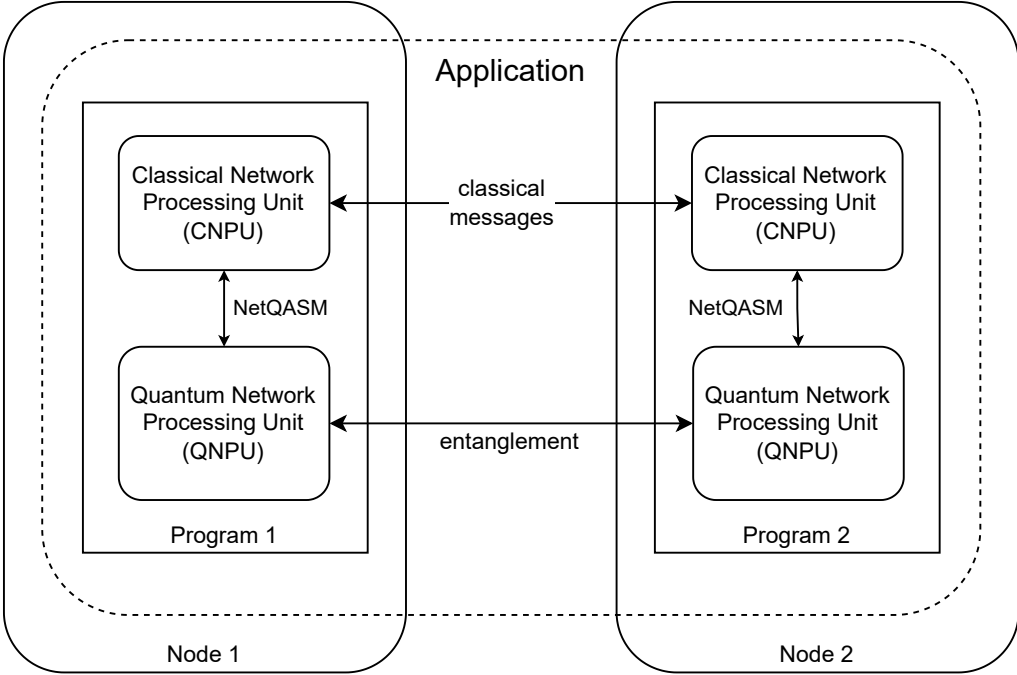 Application
Classical Network
Processing Unit
(CNPU)
classical
messages
Classical Network
Processing Unit
(CNPU)
NetQASM
NetQASM
Quantum Network
Processing Unit
(QNPU)
entanglement
Quantum Network
Processing Unit
(QNPU)
Program 1
Program 2
Node 1
Node 2